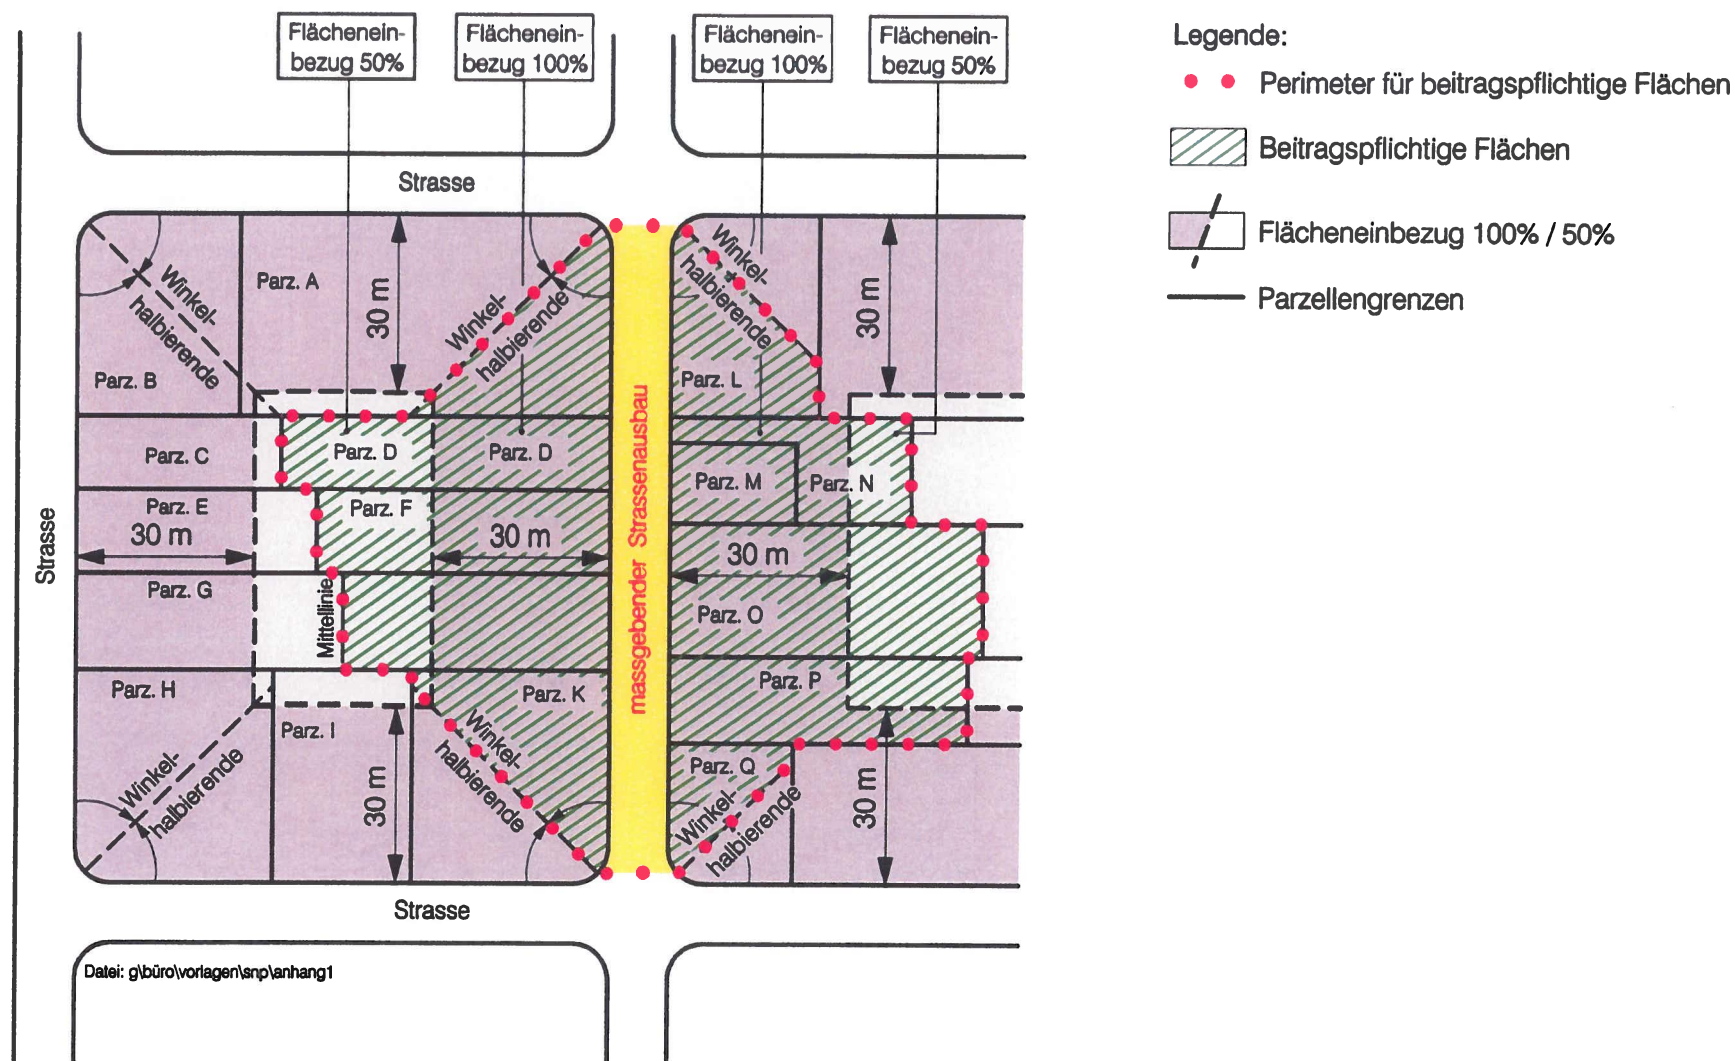 Flächenein-
bezug 50%
Flächenein-
bezug 100%
Flächenein-
bezug 100%
Flächenein-
bezug 50%
Legende:
Perimeter für beitragspflichtige Flächen
Beitragspflichtige Flächen
Flächeneinbezug 100% / 50%
Parzellengrenzen
Strasse
Winkel-
halbierende
Parz. A
30 m
Winkel-
halbierende
Winkel-
halbierende
30 m
Parz. B
Parz. L
Parz. C
Parz. D
Parz. D
Parz. M
Parz. N
Parz. E
Parz. F
30 m
30 m
30 m
Strasse
massgebender Strassenausbau
Parz. G
Mittellinie
Parz. O
Parz. H
Parz. K
Parz. P
Parz. I
Winkel-
halbierende
30 m
Winkel-
halbierende
Parz. Q
Winkel-
halbierende
30 m
Strasse
Datei: g\büro\vorlagen\snp\anhang1